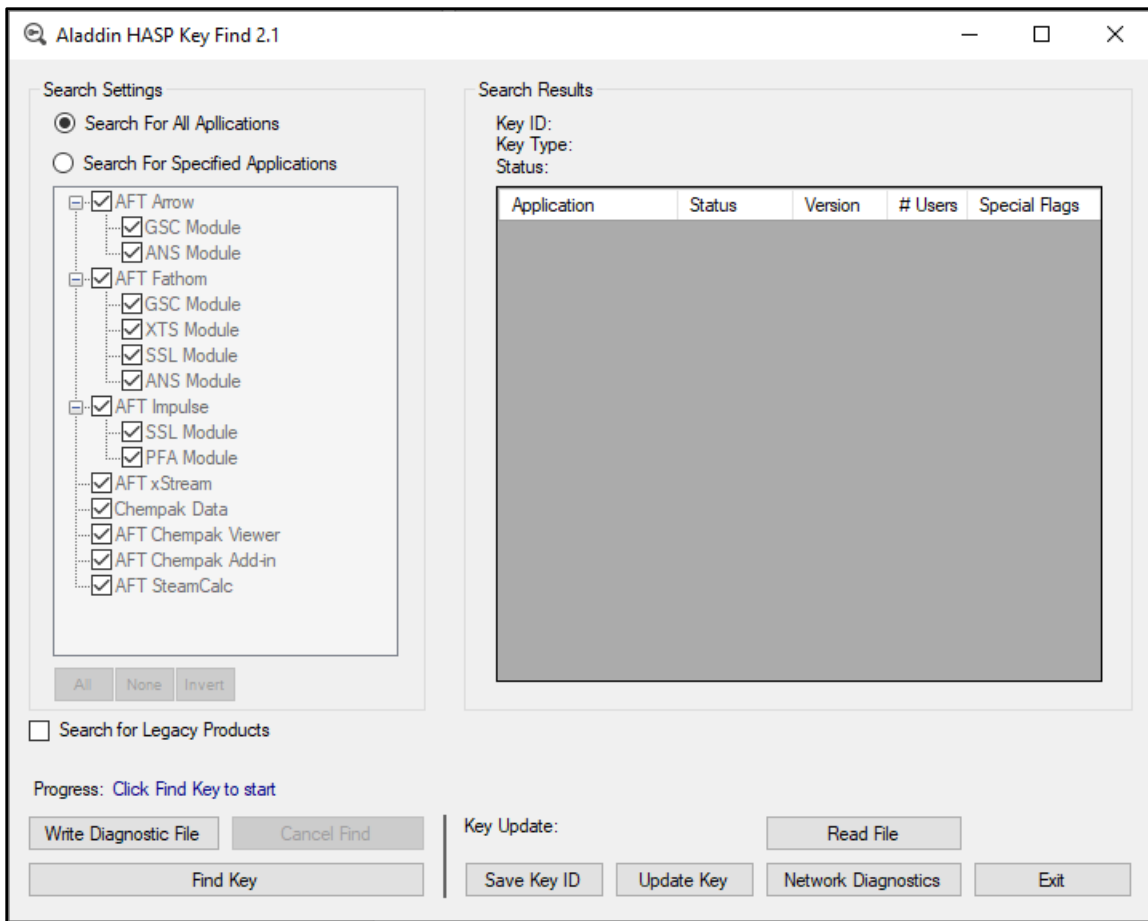 Aladdin HASP Key Find 2.1
Search Settings
Search For All Apllications
Search For Specified Applications
AFT Arrow
GSC Module
ANS Module
AFT Fathom
GSC Module
XTS Module
SSL Module
ANS Module
AFT Impulse
SSL Module
PFA Module
AFT xStream
Chempak Data
AFT Chempak Viewer
AFT Chempak Add-in
AFT SteamCalc
All None Invert
Search for Legacy Products
Search Results
Key ID:
Key Type:
Status:
Application Status Version # Users Special Flags
Progress: Click Find Key to start
Write Diagnostic File Cancel Find
Find Key
Key Update:
Read File
Save Key ID Update Key Network Diagnostics Exit